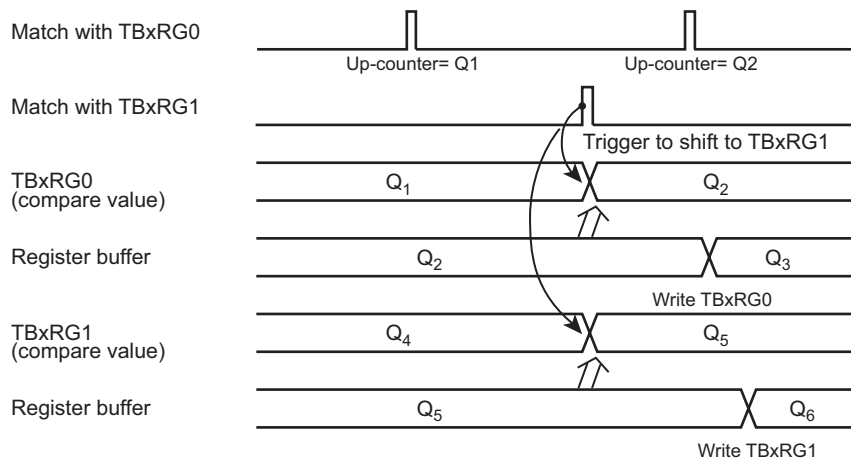 Match with TBxRG0
Up-counter= Q1
Up-counter= Q2
Match with TBxRG1
Trigger to shift to TBxRG1
TBxRG0
(compare value)
Q1
Q2
Register buffer
Q2
Q3
Write TBxRG0
TBxRG1
(compare value)
Q4
Q5
Register buffer
Q5
Q6
Write TBxRG1